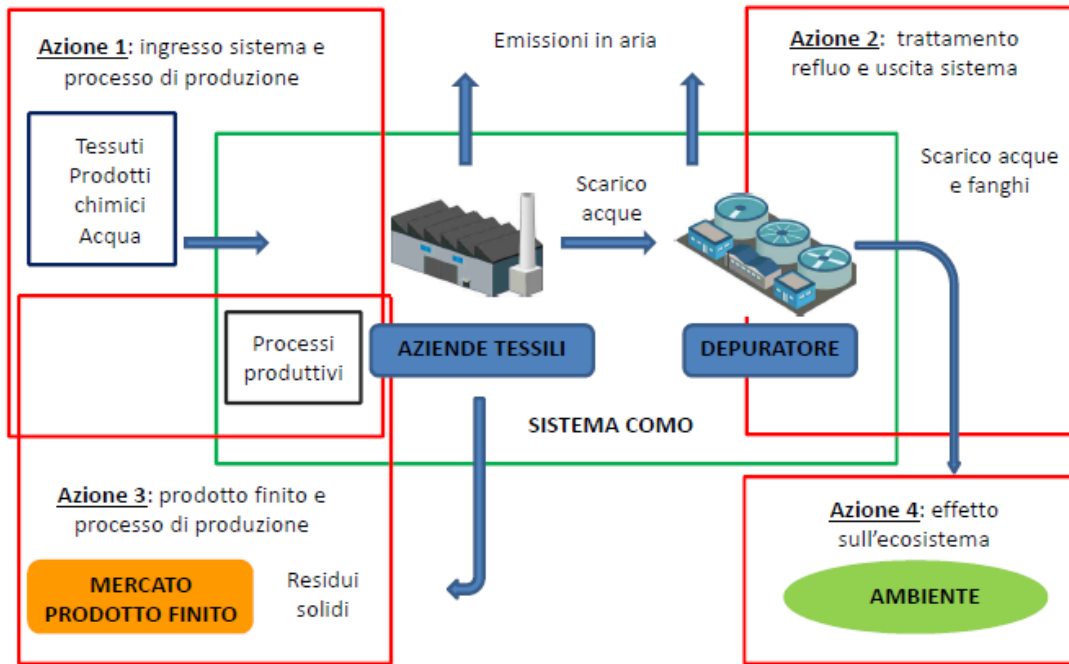 Azione 1: ingresso sistema e
processo di produzione
Emissioni in aria
Azione 2: trattamento
refluo e uscita sistema
Tessuti
Prodotti
chimici
Acqua
Scarico
acque
Scarico acque
e fanghi
Processi
produttivi
AZIENDE TESSILI
DEPURATORE
SISTEMA COMO
Azione 3: prodotto finito e
processo di produzione
MERCATO
PRODOTTO FINITO
Residui
solidi
Azione 4: effetto
sull'ecosistema
AMBIENTE